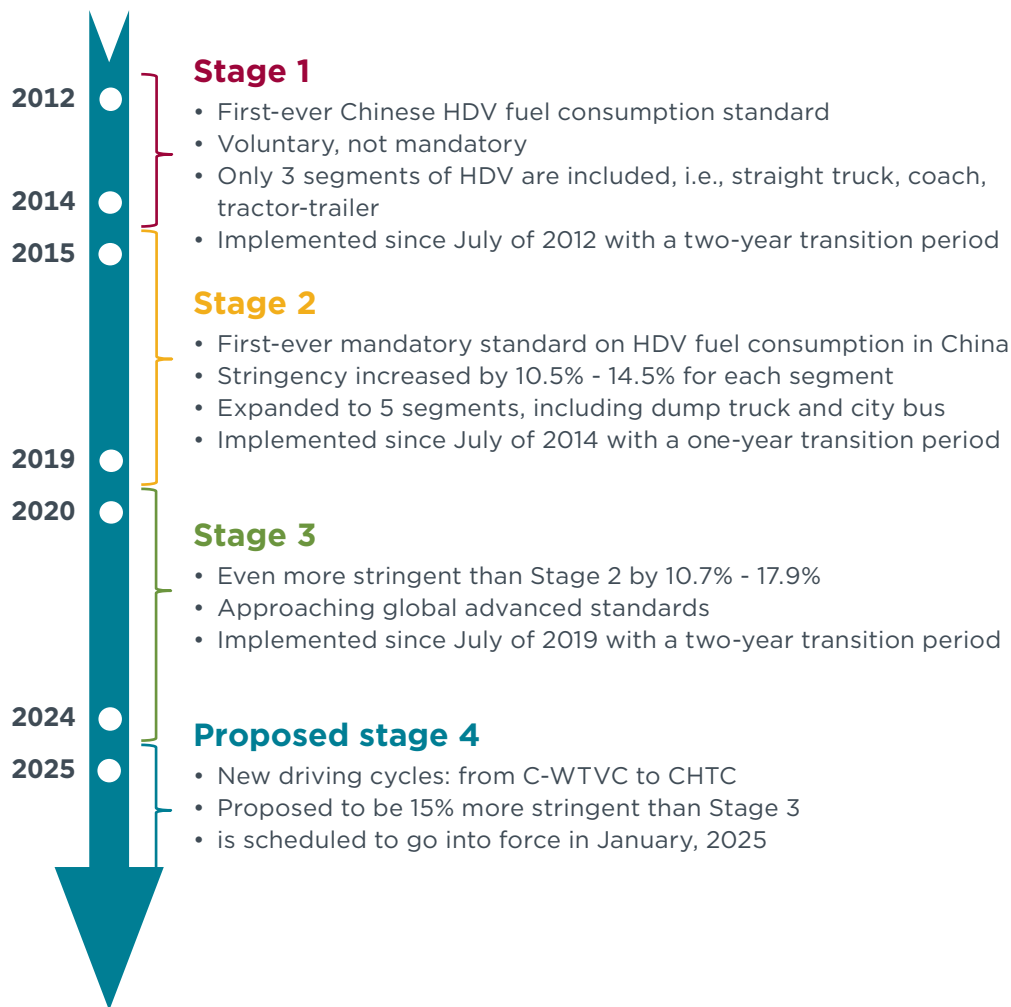 Stage 1
2012
• First-ever Chinese HDV fuel consumption standard
• Voluntary, not mandatory
• Only 3 segments of HDV are included, i.e., straight truck, coach,
tractor-trailer
2014
• Implemented since July of 2012 with a two-year transition period
2015
Stage 2
• First-ever mandatory standard on HDV fuel consumption in China
• Stringency increased by 10.5% - 14.5% for each segment
• Expanded to 5 segments, including dump truck and city bus
• Implemented since July of 2014 with a one-year transition period
2019
2020
Stage 3
• Even more stringent than Stage 2 by 10.7% - 17.9%
• Approaching global advanced standards
• Implemented since July of 2019 with a two-year transition period
2024
Proposed stage 4
2025
• New driving cycles: from C-WTVC to CHTC
• Proposed to be 15% more stringent than Stage 3
• is scheduled to go into force in January, 2025